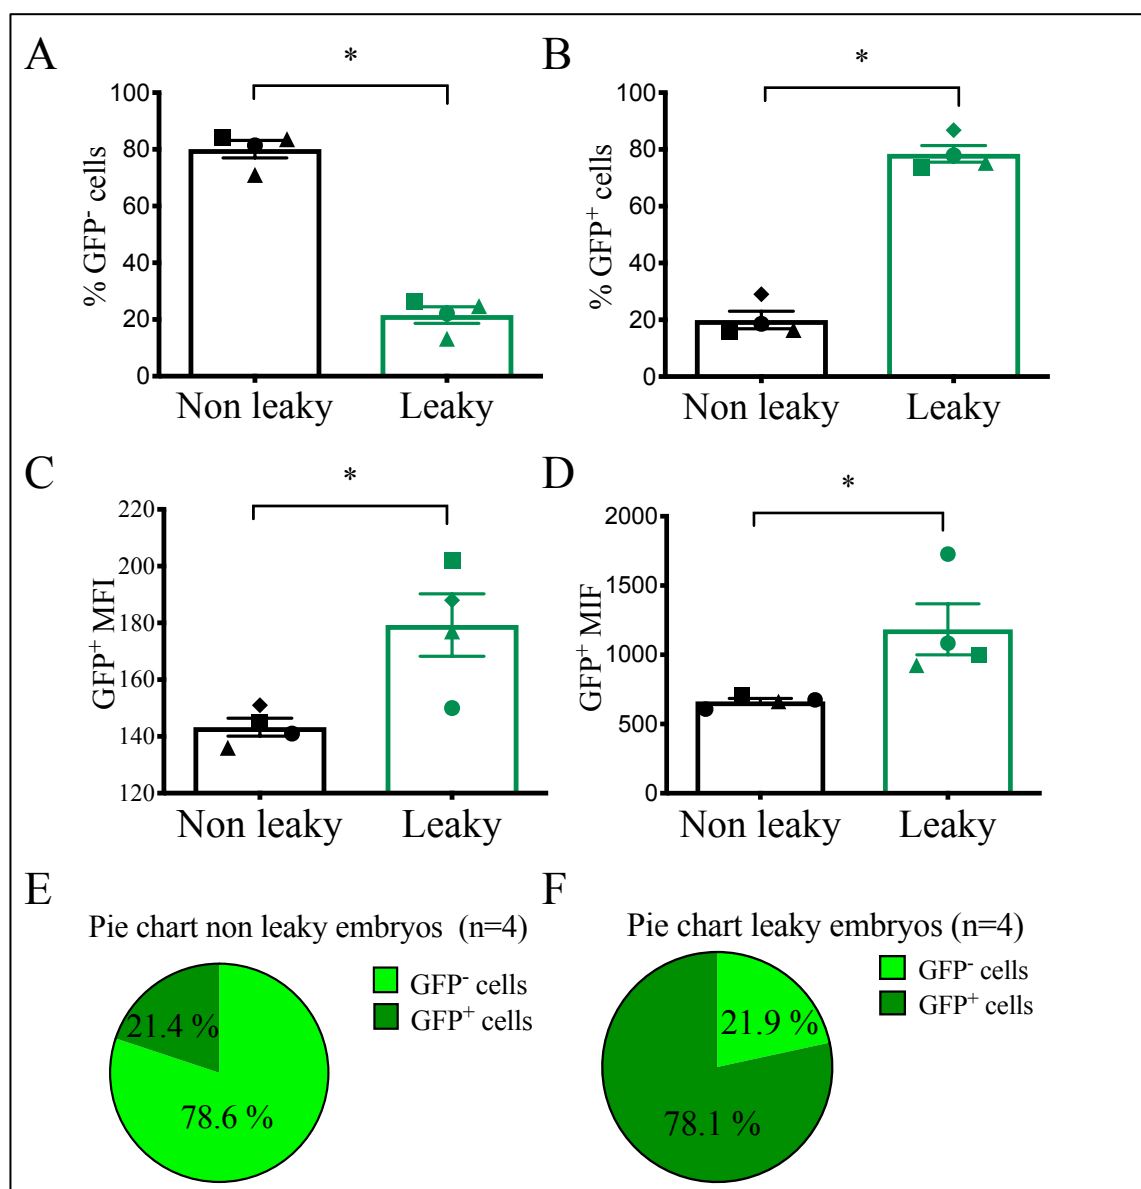 A
*
100
80
60
40
20
0
% GFP⁻ cells
Non leaky
Leaky
B
*
100
80
60
40
20
0
% GFP⁺ cells
Non leaky
Leaky
C
*
220
200
180
160
140
120
GFP⁺ MFI
Non leaky
Leaky
D
*
2000
1500
1000
500
0
GFP⁺ MIF
Non leaky
Leaky
E
Pie chart non leaky embryos (n=4)
GFP⁻ cells
GFP⁺ cells
21.4 %
78.6 %
F
Pie chart leaky embryos (n=4)
GFP⁻ cells
GFP⁺ cells
21.9 %
78.1 %